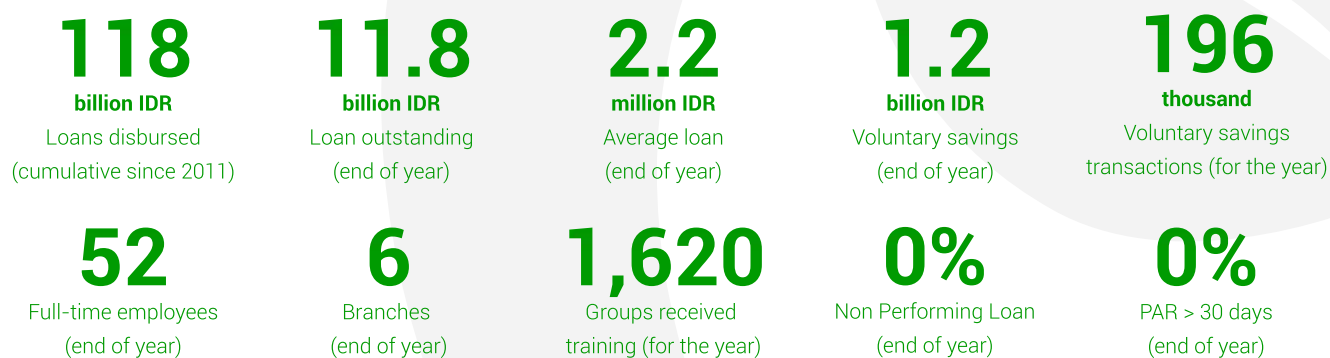 118
billion IDR
Loans disbursed
(cumulative since 2011)
11.8
billion IDR
Loan outstanding
(end of year)
2.2
million IDR
Average loan
(end of year)
1.2
billion IDR
Voluntary savings
(end of year)
196
thousand
Voluntary savings
transactions (for the year)
52
Full-time employees
(end of year)
6
Branches
(end of year)
1,620
Groups received
training (for the year)
0%
Non Performing Loan
(end of year)
0%
PAR > 30 days
(end of year)